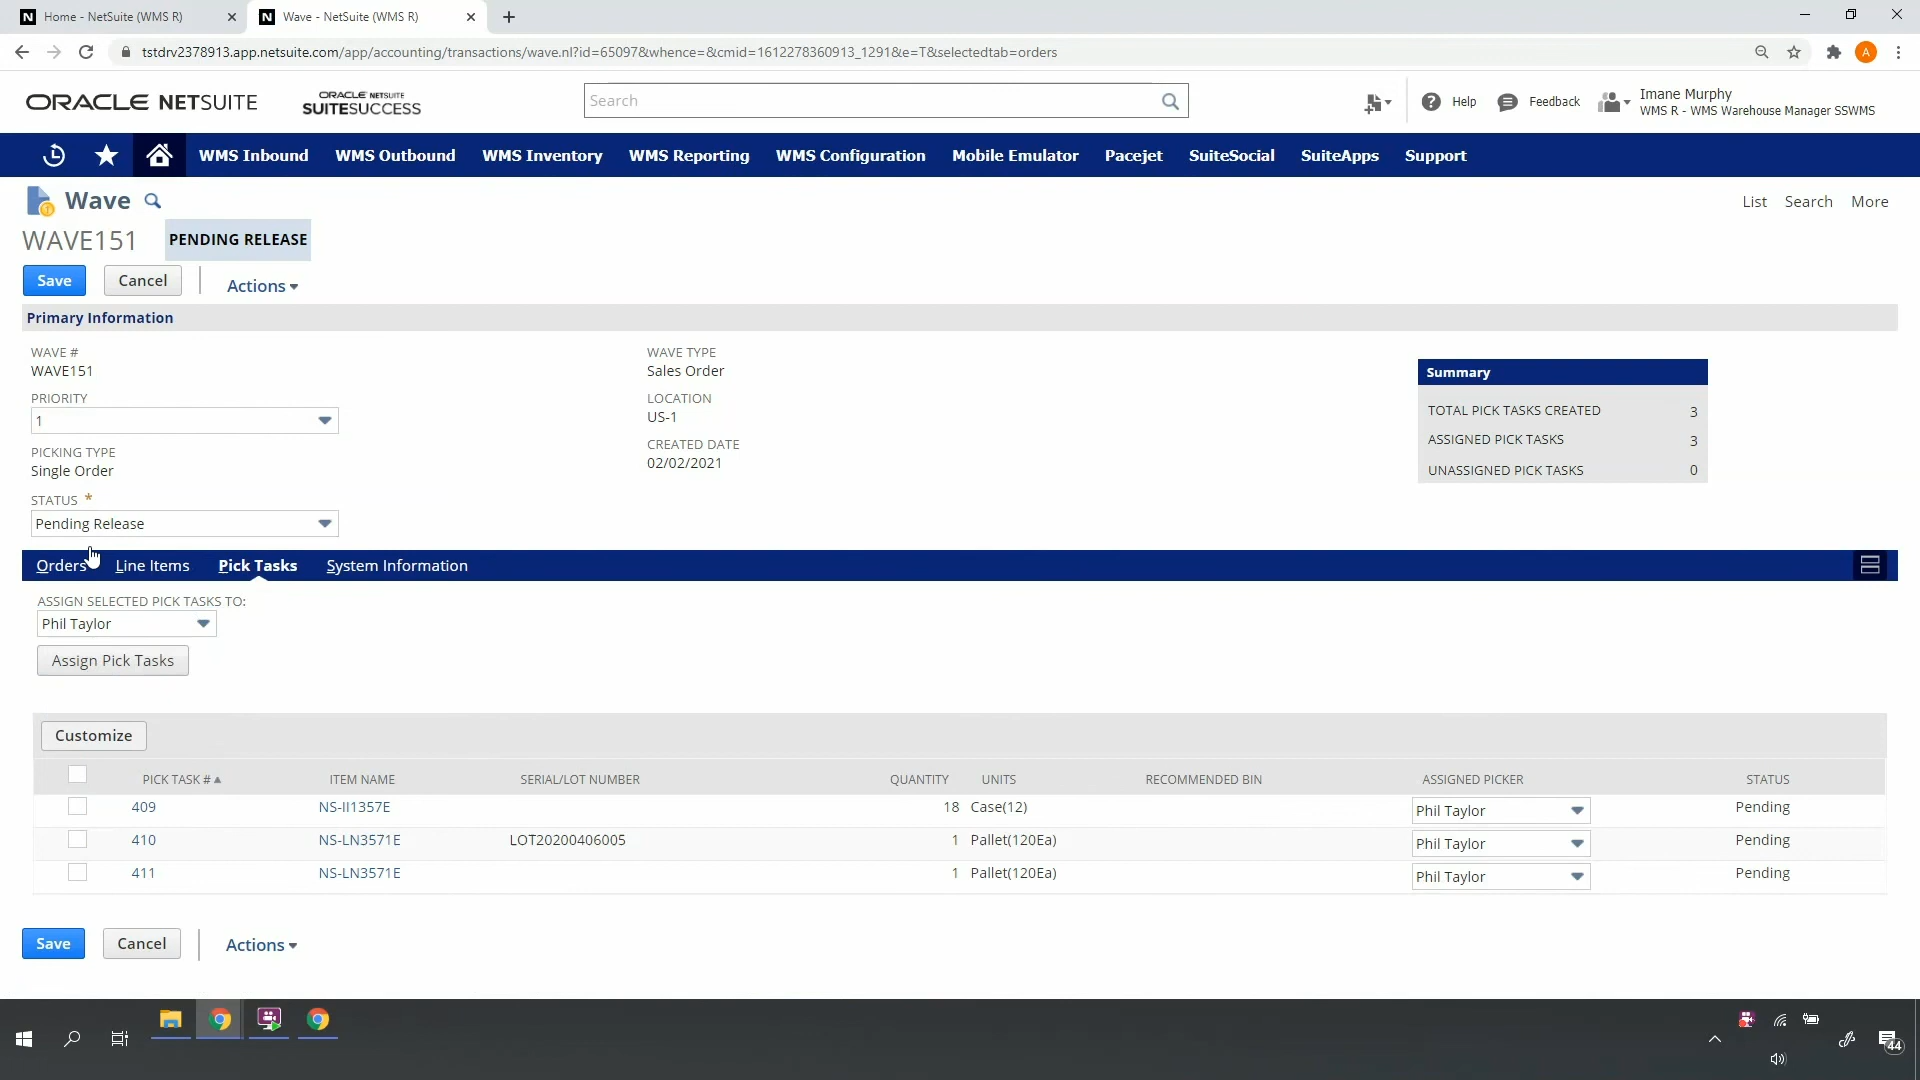 Home - NetSuite (WMS R)
Wave - NetSuite (WMS R)
tstdrv2378913.app.netsuite.com/app/accounting/transactions/wave.nl?id=65097&whence=&cmid=1612278360913_1291&e=T&selectedtab=orders
A
ORACLE NETSUITE
ORACLE NETSUITE
SUITESUCCESS
Search
Help
Feedback
Imane Murphy
WMS R - WMS Warehouse Manager SSWMS
WMS Inbound WMS Outbound WMS Inventory WMS Reporting WMS Configuration Mobile Emulator Pacejet SuiteSocial SuiteApps Support
Wave
List Search More
WAVE151 PENDING RELEASE
Save Cancel Actions
Primary Information
WAVE #
WAVE151
PRIORITY
1
PICKING TYPE
Single Order
STATUS *
Pending Release
WAVE TYPE
Sales Order
LOCATION
US-1
CREATED DATE
02/02/2021
Summary
TOTAL PICK TASKS CREATED 3
ASSIGNED PICK TASKS 3
UNASSIGNED PICK TASKS 0
Orders Line Items Pick Tasks System Information
ASSIGN SELECTED PICK TASKS TO:
Phil Taylor
Assign Pick Tasks
Customize
PICK TASK # ▲ ITEM NAME SERIAL/LOT NUMBER QUANTITY UNITS RECOMMENDED BIN ASSIGNED PICKER STATUS
409 NS-II1357E 18 Case(12) Phil Taylor Pending
410 NS-LN3571E LOT20200406005 1 Pallet(120Ea) Phil Taylor Pending
411 NS-LN3571E 1 Pallet(120Ea) Phil Taylor Pending
Save Cancel Actions
44